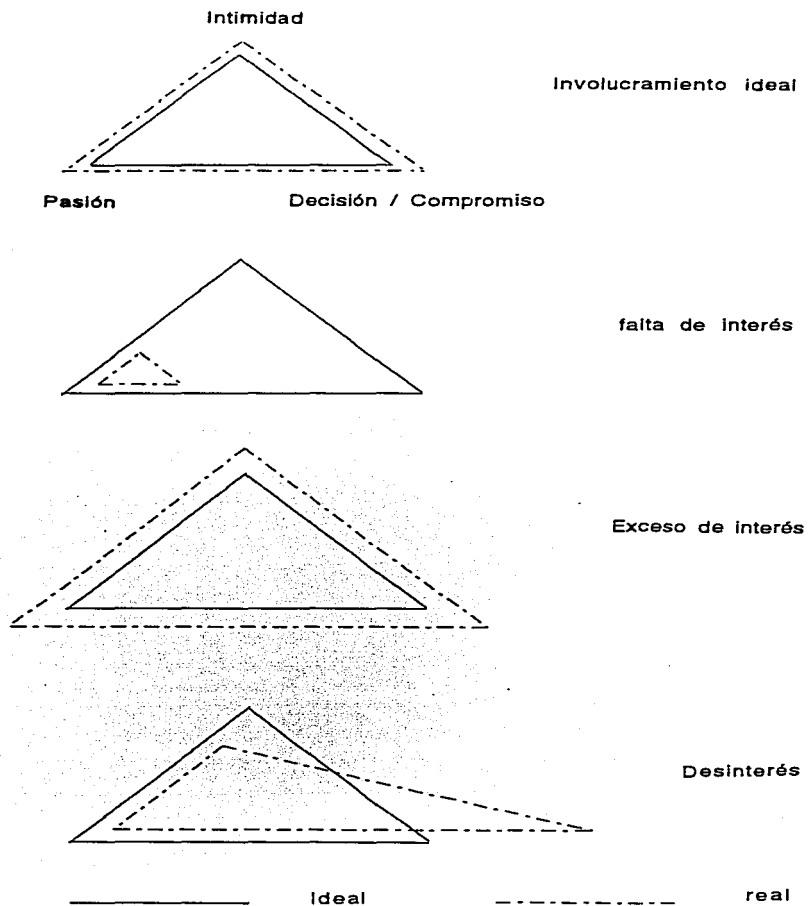 Intimidad
Involucramiento ideal
Pasión
Decisión / Compromiso
falta de interés
Exceso de interés
Desinterés
Ideal
real